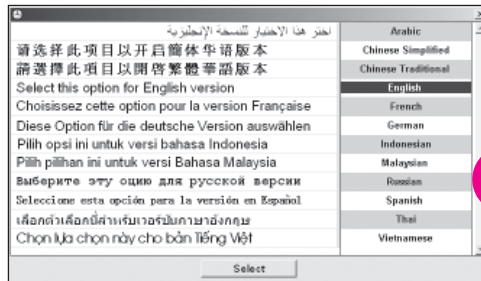 اختر هذا الاختيار للنسخة الإنجليزية Arabic
请选择此项目以开启简体华语版本 Chinese Simplified
請選擇此項目以開啓繁體華語版本 Chinese Traditional
Select this option for English version English
Choisissez cette option pour la version Française French
Diese Option für die deutsche Version auswählen German
Pilih opsi ini untuk versi bahasa Indonesia Indonesian
Pilih pilihan ini untuk versi Bahasa Malaysia Malaysian
Выберите эту оцию для русской версии Russian
Seleccione esta opción para la versión en Español Spanish
เลือกตัวเลือกนี้สำหรับเวอร์ชันภาษาอังกฤษ Thai
Chọn lựa chọn này cho bản Tiếng Việt Vietnamese
Select